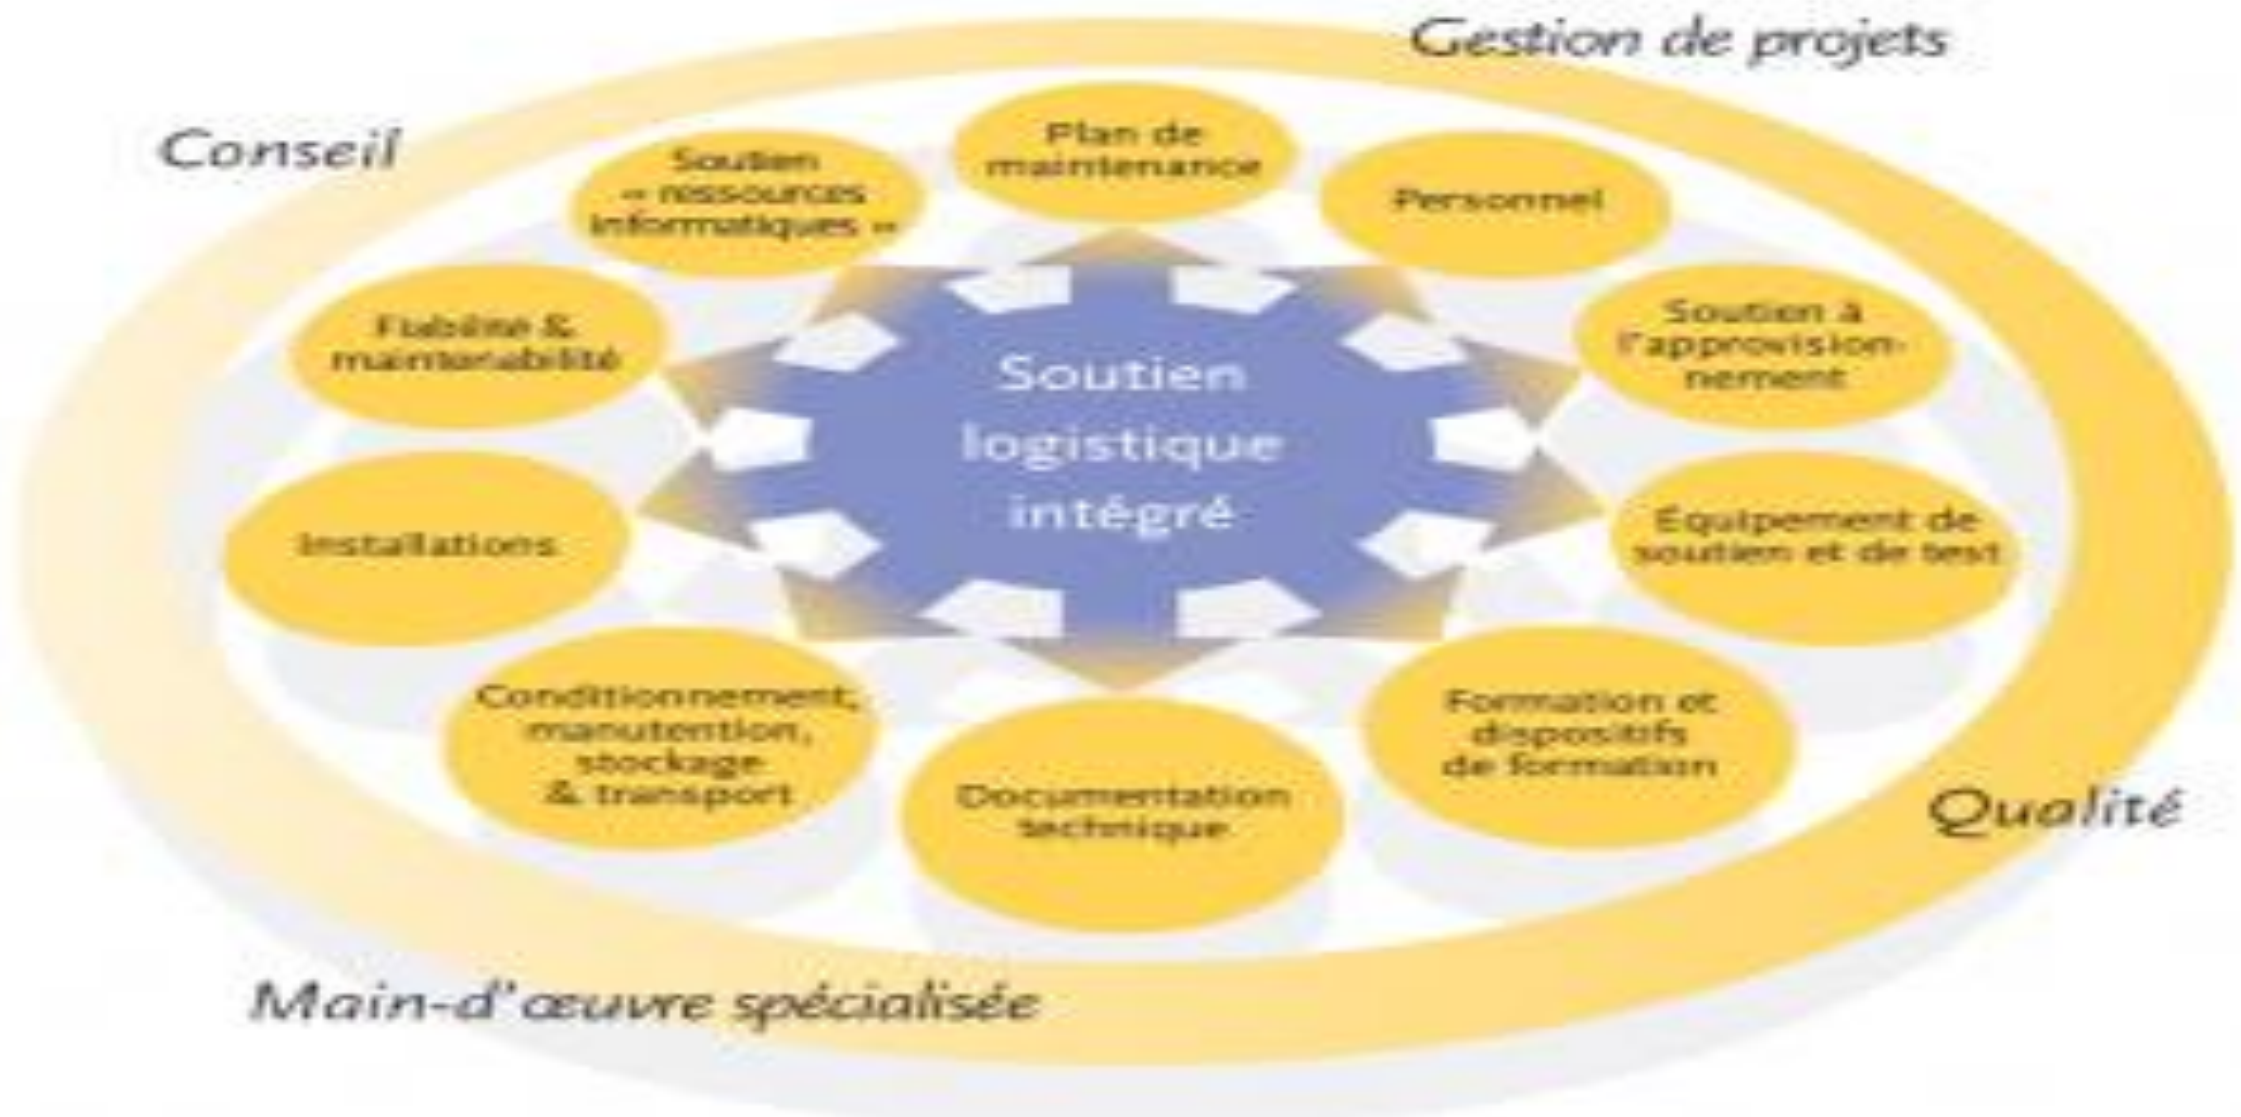 Gestion de projets
Conseil
Plan de
maintenance
Soutien
« ressources
informatiques »
Personnel
Fiabilité &
maintenabilité
Soutien à
l'approvision-
nement
Soutien
logistique
intégré
Installations
Équipement de
soutien et de test
Conditionnement,
manutention,
stockage
& transport
Formation et
dispositifs
de formation
Documentation
technique
Qualité
Main-d'œuvre spécialisée